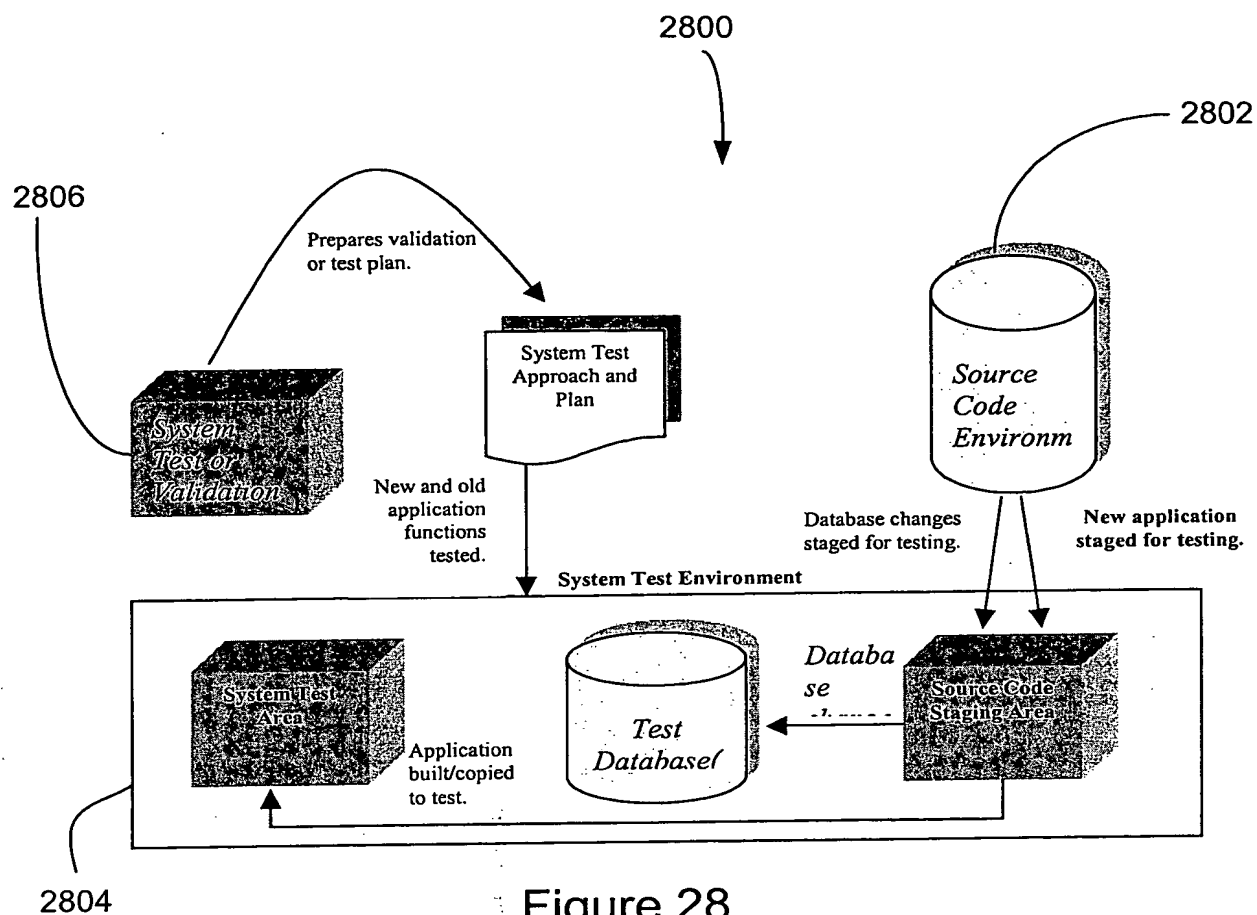 2800
2802
2806
Prepares validation
or test plan.
System Test
Approach and
Plan
Source
Code
Environm
System
Test or
Validation
New and old
application
functions
tested.
Database changes
staged for testing.
New application
staged for testing.
System Test Environment
System Test
Area
Application
built/copied
to test.
Test
Database(
Databa
se
Source Code
Staging Area
2804
Figure 28